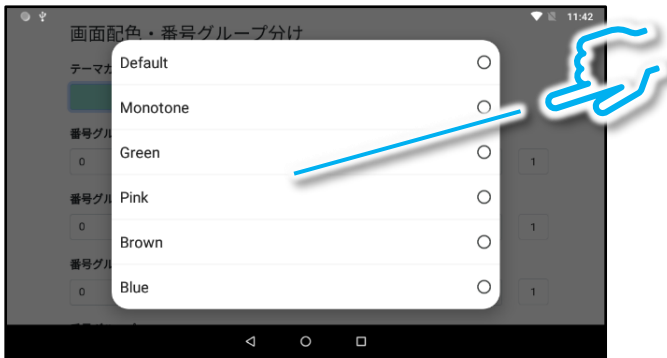 11:42
画面配色・番号グループ分け
テーマカ
Default
Monotone
番号グル
Green
0
1
番号グル
Pink
0
1
Brown
番号グル
Blue
0
1